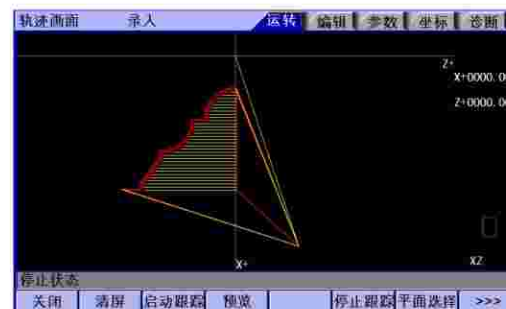 轨迹画面 录入 运转 编辑 参数 坐标 诊断
Z+
X+0000.00
Z+0000.00
X+ XZ
停止状态
关闭 清屏 启动跟踪 预览 停止跟踪 平面选择 >>>